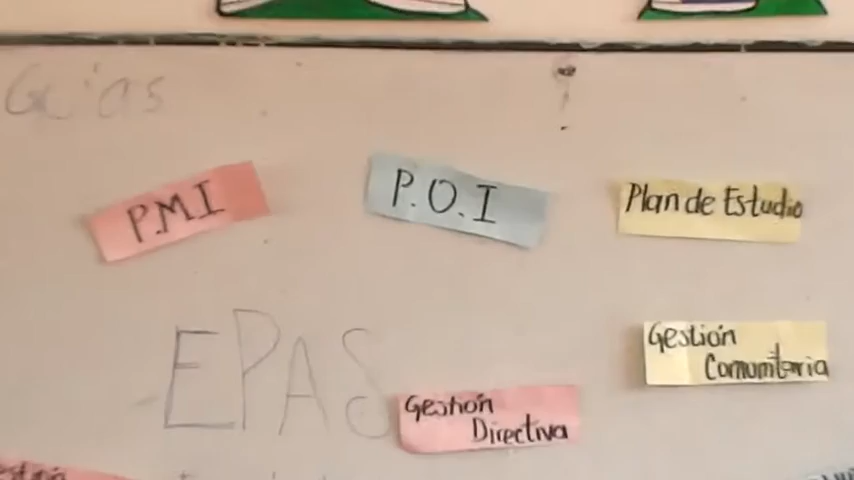 Guías
P.M.I
P.O.I
Plan de Estudio
EPAS
Gestión
Comunitaria
Gestión
Directiva